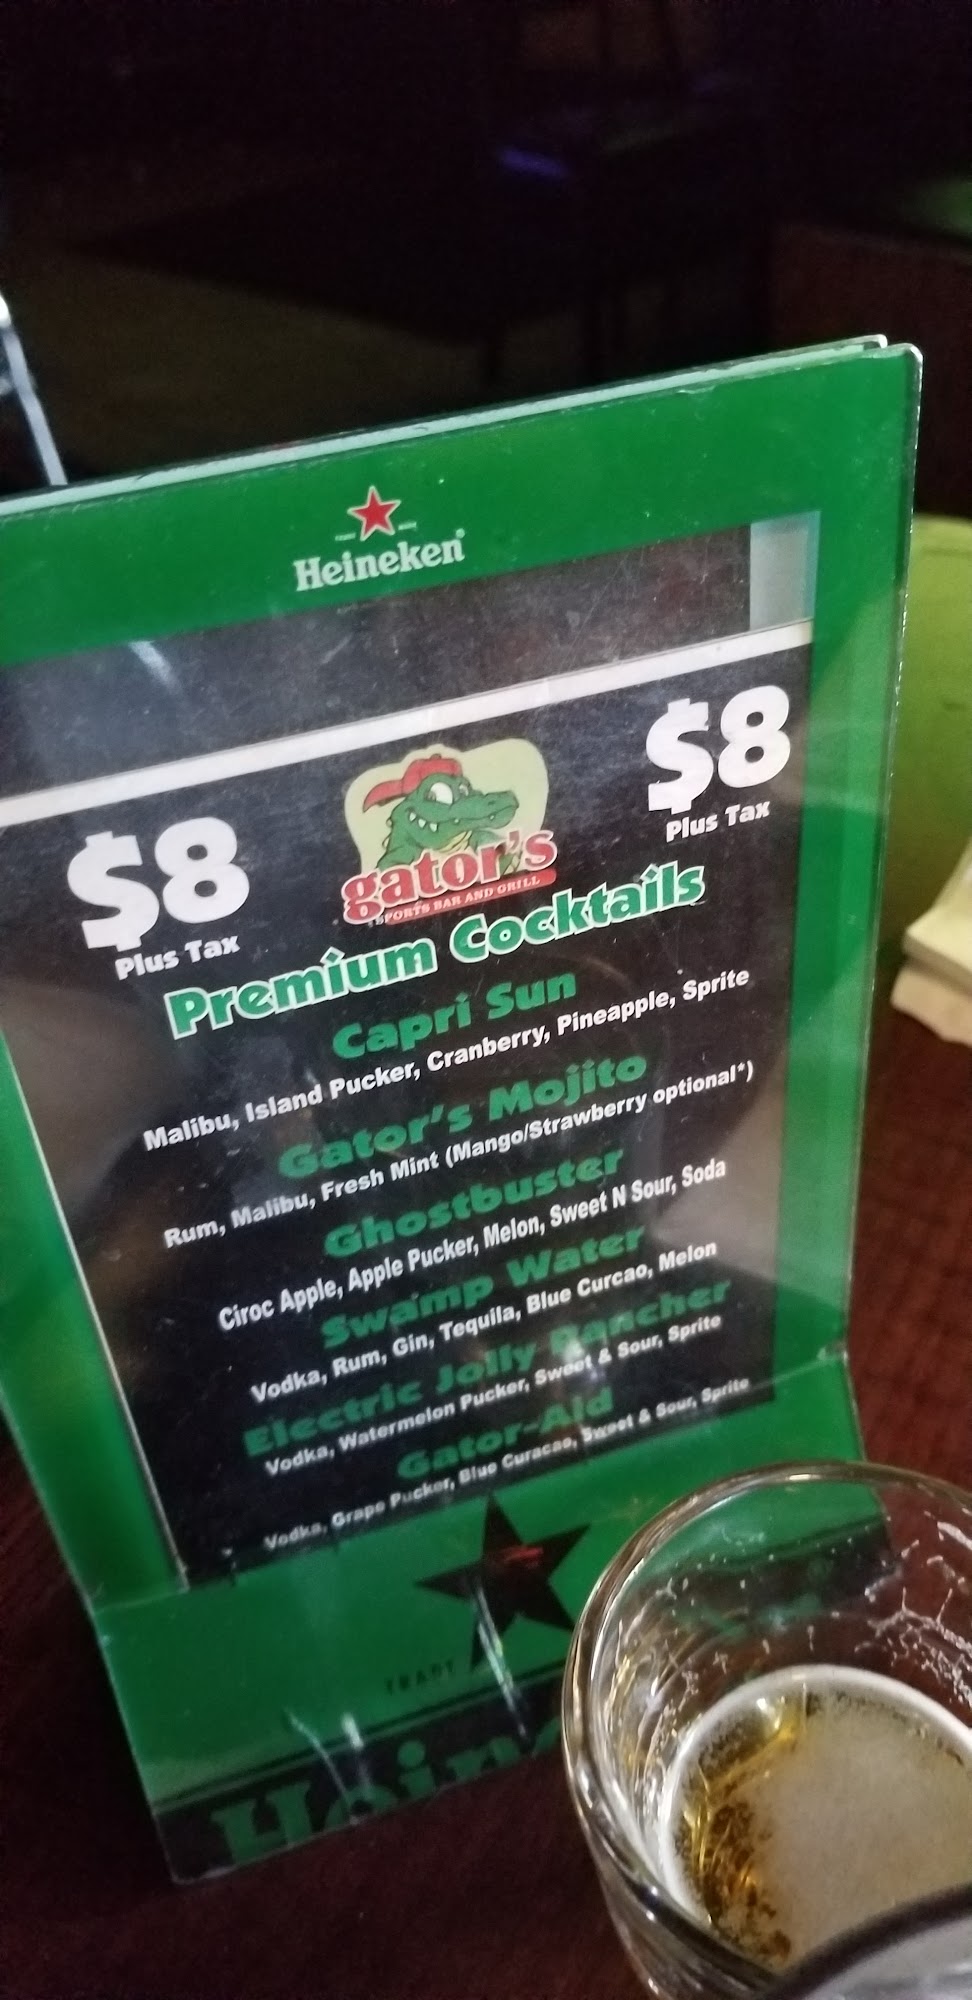 Heineken
$8
Plus Tax
$8
Plus Tax
gator's
SPORTS BAR AND GRILL
Premium Cocktails
Capri Sun
Malibu, Island Pucker, Cranberry, Pineapple, Sprite
Gator's Mojito
Rum, Malibu, Fresh Mint (Mango/Strawberry optional*)
Ghostbuster
Ciroc Apple, Apple Pucker, Melon, Sweet N Sour, Soda
Swamp Water
Vodka, Rum, Gin, Tequila, Blue Curcao, Melon
Electric Jolly Rancher
Vodka, Watermelon Pucker, Sweet & Sour, Sprite
Gator-Aid
Vodka, Grape Pucker, Blue Curacao, Sweet & Sour, Sprite
TRADE
Hein